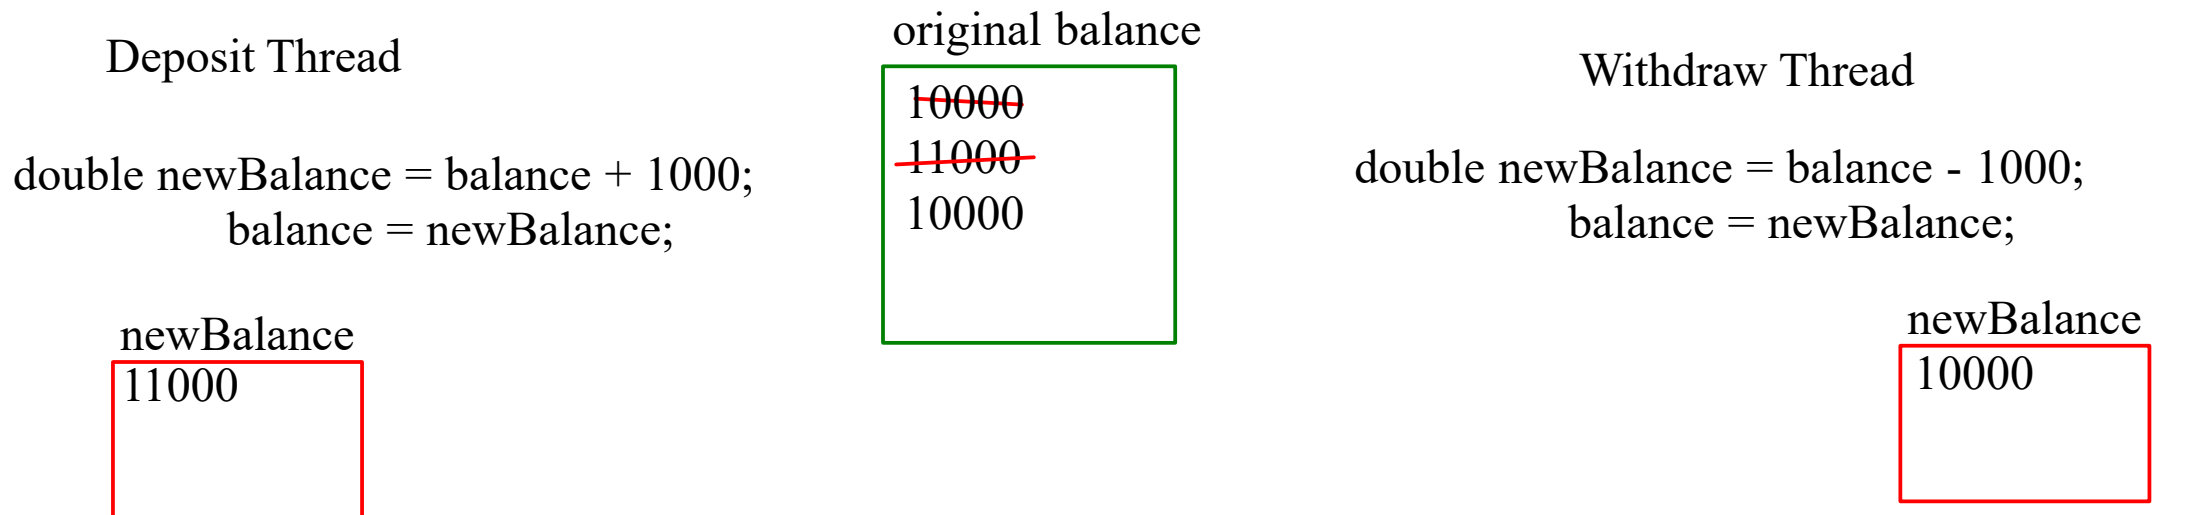 Deposit Thread
double newBalance = balance + 1000;
balance = newBalance;
newBalance
11000
original balance
10000
11000
10000
Withdraw Thread
double newBalance = balance - 1000;
balance = newBalance;
newBalance
10000